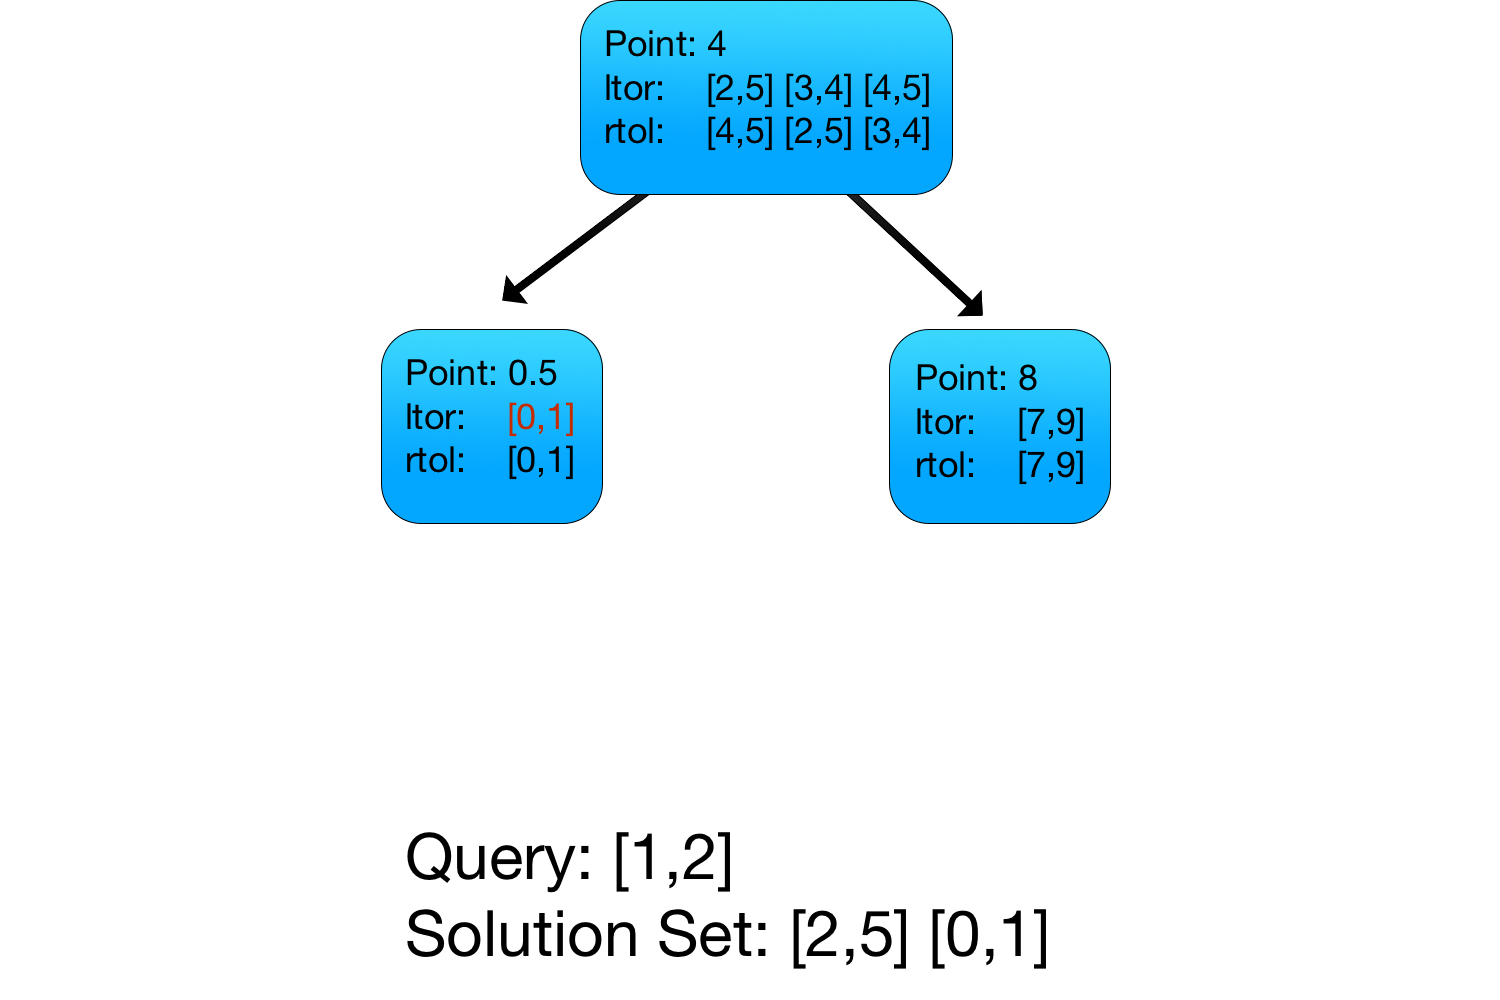 Point: 4
ltor: [2,5] [3,4] [4,5]
rtol: [4,5] [2,5] [3,4]
Point: 0.5
ltor: [0,1]
rtol: [0,1]
Point: 8
ltor: [7,9]
rtol: [7,9]
Query: [1,2]
Solution Set: [2,5] [0,1]